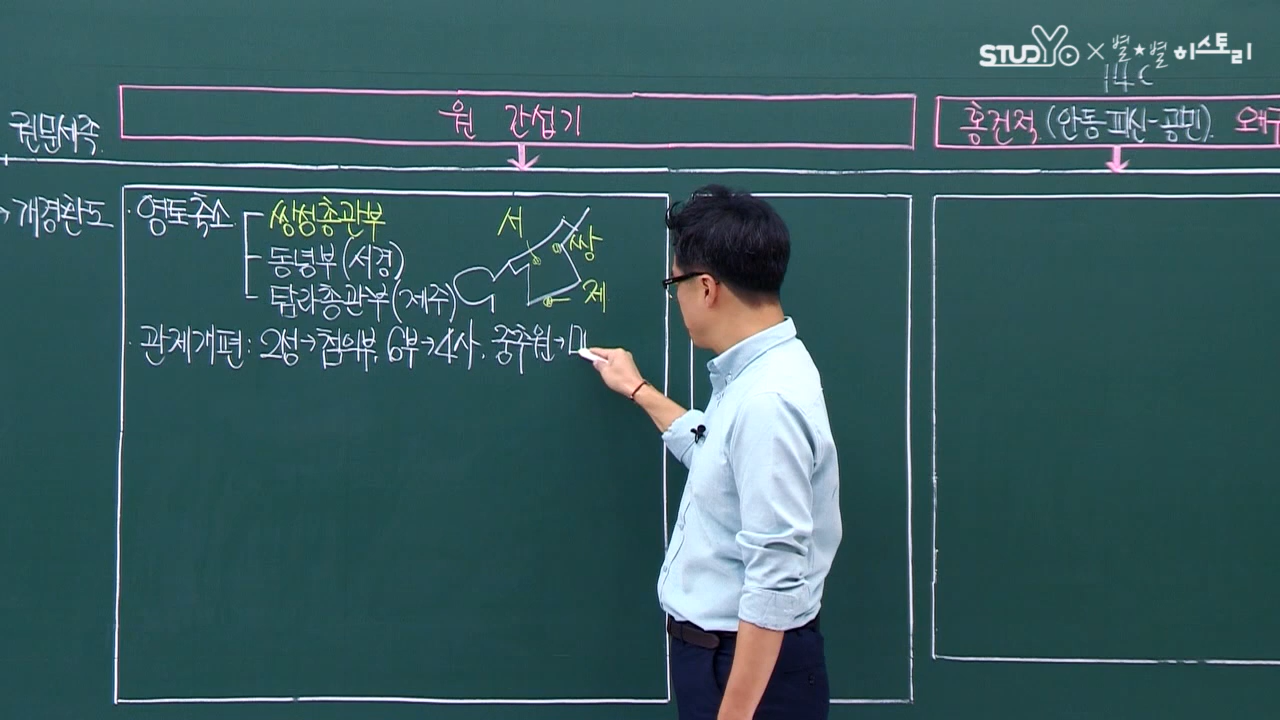 STUDYO × 별★별 히스토리
14C
권문세족
원 간섭기
홍건적 (안동피신-공민). 왜구
→ 개경환도
· 영토축소
쌍성총관부
동녕부 (서경)
탐라총관부 (제주)
서
쌍
제
· 관제개편: 2성→첨의부, 6부→4사, 중추원→미